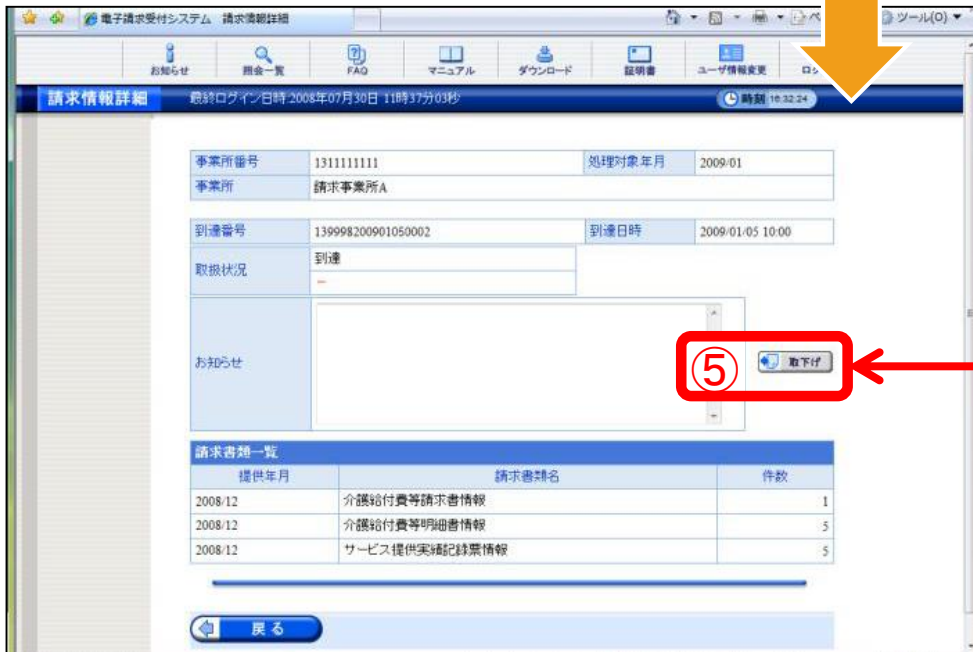 電子請求受付システム 請求情報詳細
ツール(O)
お知らせ 照会一覧 FAQ マニュアル ダウンロード 証明書 ユーザ情報変更
請求情報詳細 最終ログイン日時:2008年07月30日 11時37分03秒 時刻 16:32:24
事業所番号 1311111111 処理対象年月 2009/01
事業所 請求事業所A
到達番号 139998200901050002 到達日時 2009/01/05 10:00
取扱状況 到達
－
お知らせ ⑤ 取下げ
請求書類一覧
提供年月 請求書類名 件数
2008/12 介護給付費等請求書情報 1
2008/12 介護給付費等明細書情報 5
2008/12 サービス提供実績記録票情報 5
戻る